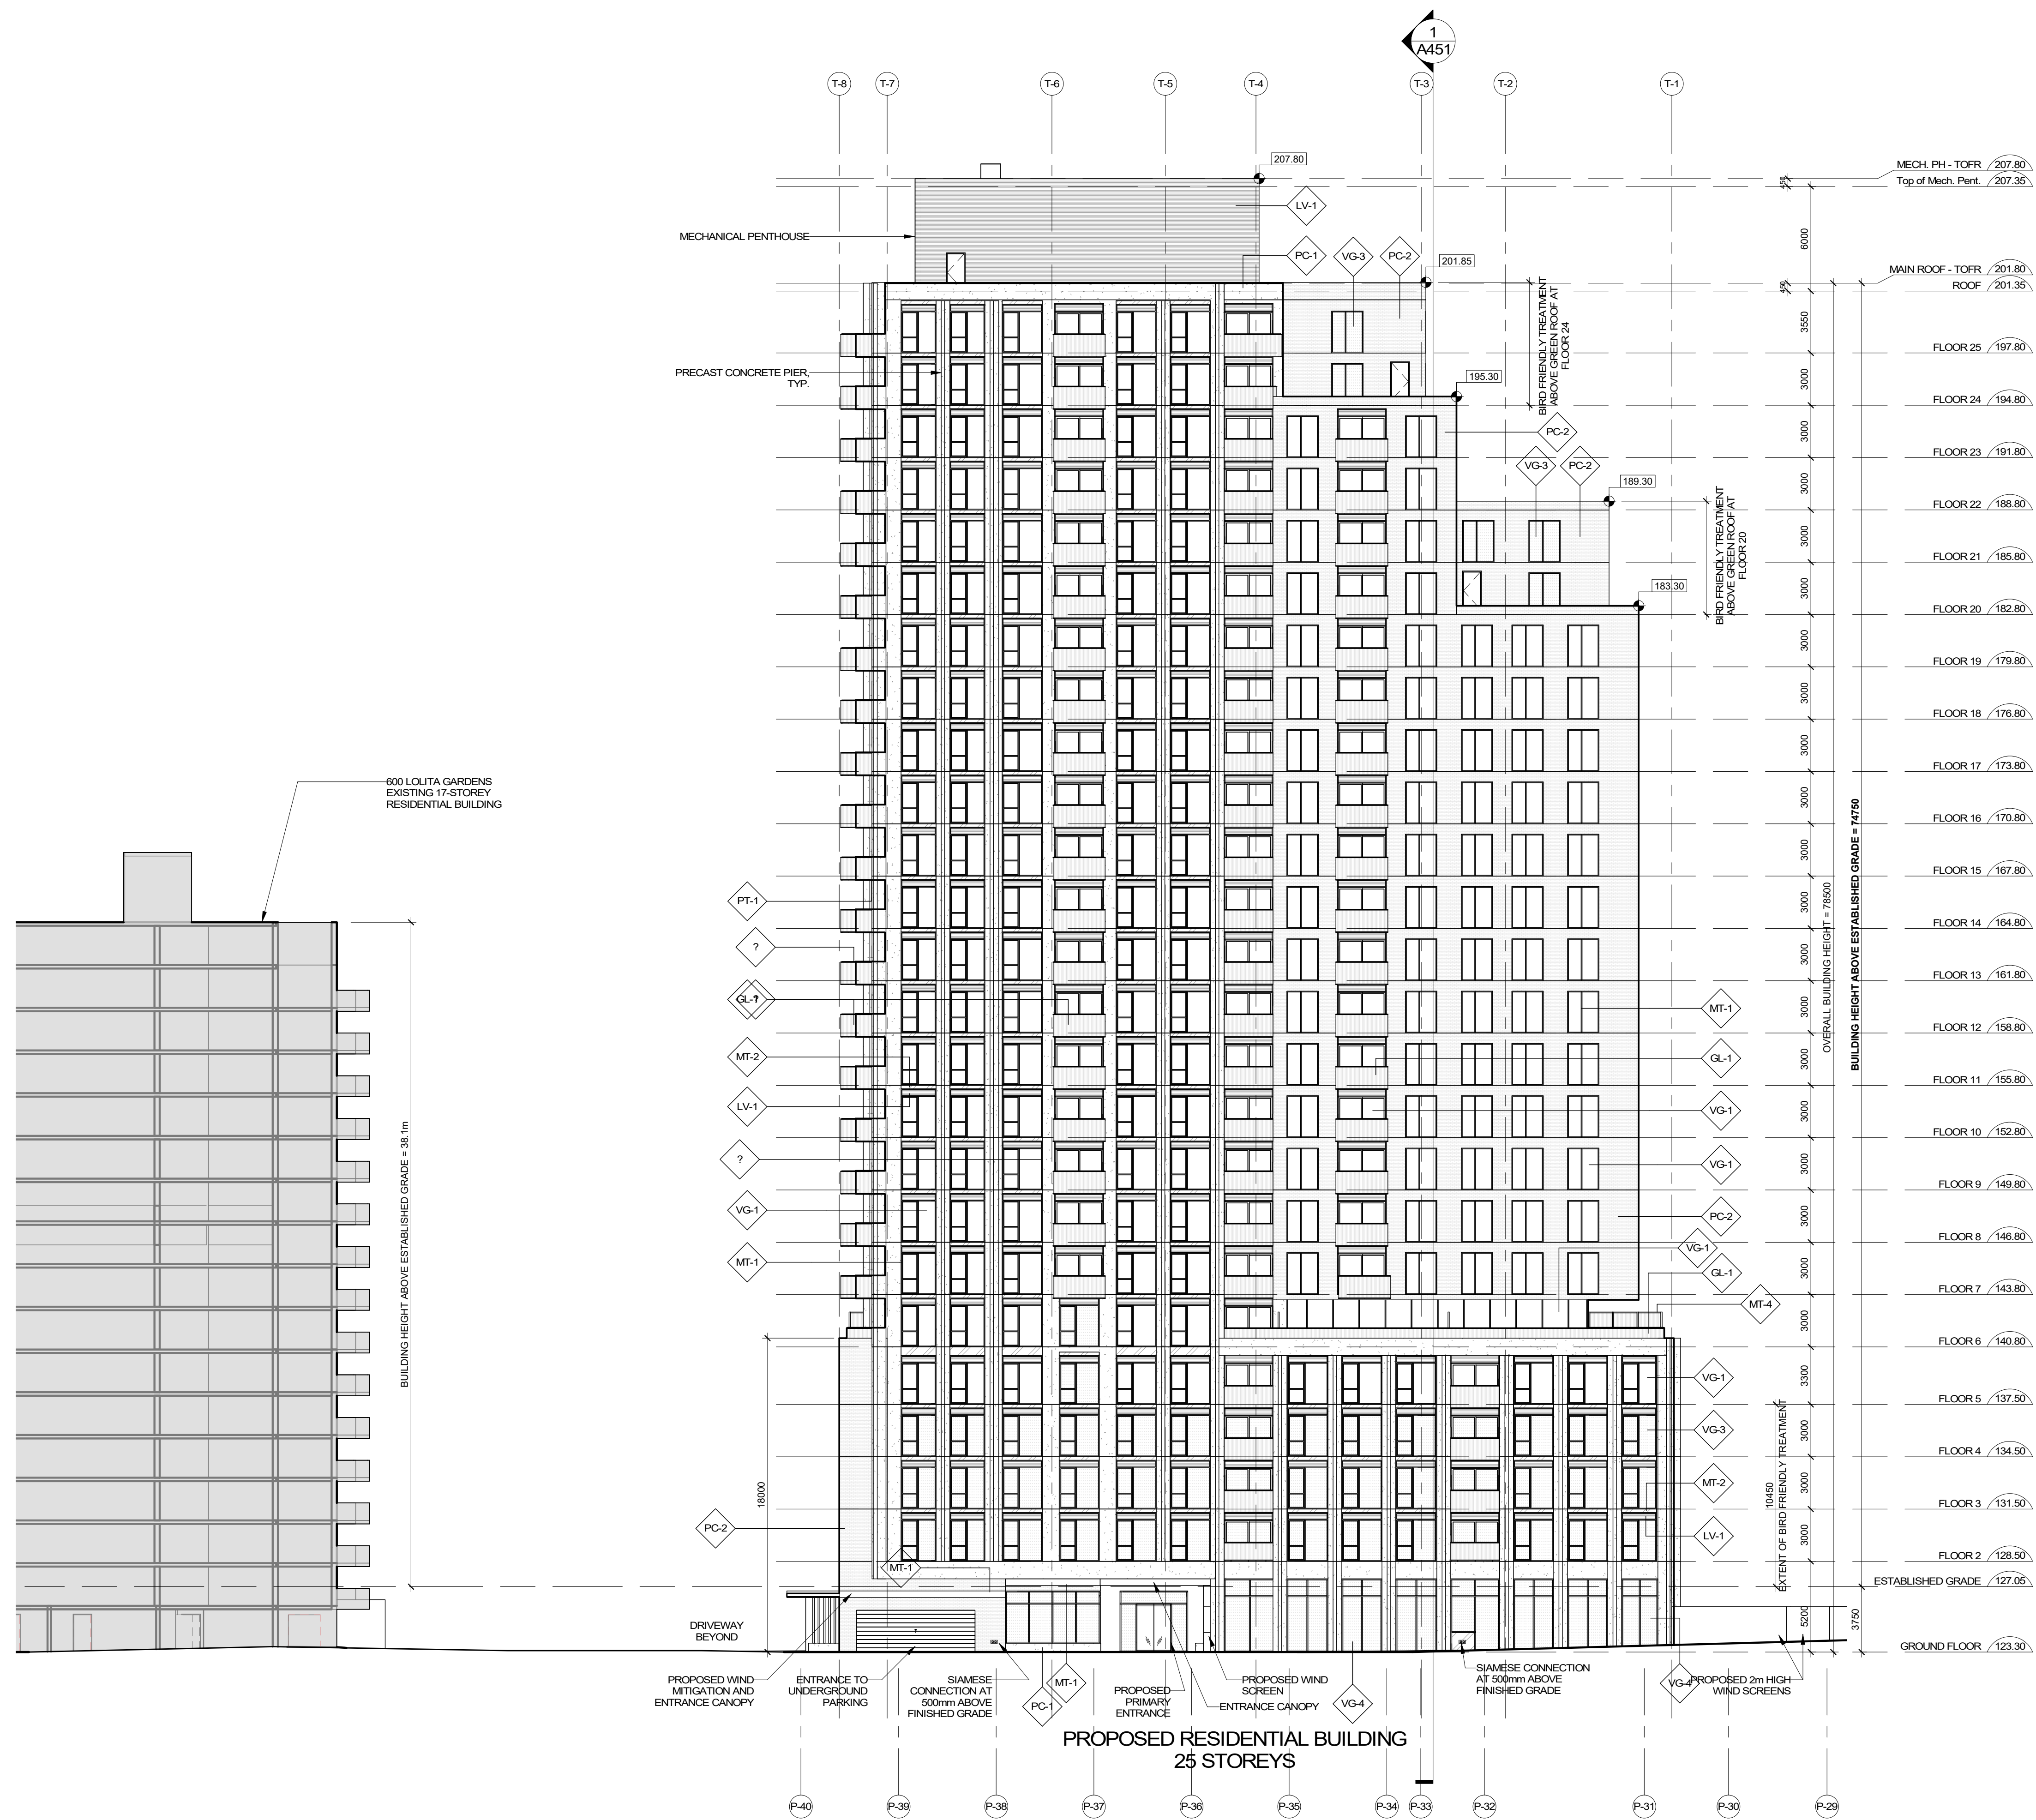 1
A451
T-8
T-7
T-6
T-5
T-4
T-3
T-2
T-1
207.80
MECH. PH - TOFR 207.80
Top of Mech. Pent. 207.35
450
LV-1
MECHANICAL PENTHOUSE
6000
PC-1
VG-3
PC-2
201.85
MAIN ROOF - TOFR 201.80
ROOF 201.35
450
BIRD FRIENDLY TREATMENT
ABOVE GREEN ROOF AT
FLOOR 24
3550
FLOOR 25 197.80
PRECAST CONCRETE PIER,
TYP.
195.30
3000
FLOOR 24 194.80
PC-2
3000
FLOOR 23 191.80
VG-3
PC-2
189.30
3000
FLOOR 22 188.80
BIRD FRIENDLY TREATMENT
ABOVE GREEN ROOF AT
FLOOR 20
3000
FLOOR 21 185.80
183.30
3000
FLOOR 20 182.80
3000
FLOOR 19 179.80
3000
FLOOR 18 176.80
3000
FLOOR 17 173.80
600 LOLITA GARDENS
EXISTING 17-STOREY
RESIDENTIAL BUILDING
3000
FLOOR 16 170.80
3000
FLOOR 15 167.80
PT-1
3000
FLOOR 14 164.80
?
3000
FLOOR 13 161.80
OVERALL BUILDING HEIGHT = 78500
BUILDING HEIGHT ABOVE ESTABLISHED GRADE = 74750
GL-1
?
MT-1
3000
FLOOR 12 158.80
MT-2
GL-1
3000
FLOOR 11 155.80
LV-1
VG-1
3000
FLOOR 10 152.80
BUILDING HEIGHT ABOVE ESTABLISHED GRADE = 38.1m
?
VG-1
3000
FLOOR 9 149.80
VG-1
PC-2
3000
FLOOR 8 146.80
MT-1
VG-1
GL-1
3000
FLOOR 7 143.80
MT-4
3000
FLOOR 6 140.80
VG-1
3300
FLOOR 5 137.50
VG-3
3000
FLOOR 4 134.50
18000
MT-2
10450
EXTENT OF BIRD FRIENDLY TREATMENT
3000
FLOOR 3 131.50
PC-2
LV-1
3000
FLOOR 2 128.50
MT-1
ESTABLISHED GRADE 127.05
DRIVEWAY
BEYOND
5200
3750
GROUND FLOOR 123.30
PROPOSED WIND
MITIGATION AND
ENTRANCE CANOPY
ENTRANCE TO
UNDERGROUND
PARKING
SIAMESE
CONNECTION AT
500mm ABOVE
FINISHED GRADE
PC-1
MT-1
PROPOSED
PRIMARY
ENTRANCE
PROPOSED WIND
SCREEN
ENTRANCE CANOPY
VG-4
SIAMESE CONNECTION
AT 500mm ABOVE
FINISHED GRADE
VG-4
PROPOSED 2m HIGH
WIND SCREENS
PROPOSED RESIDENTIAL BUILDING
25 STOREYS
P-40
P-39
P-38
P-37
P-36
P-35
P-34
P-33
P-32
P-31
P-30
P-29